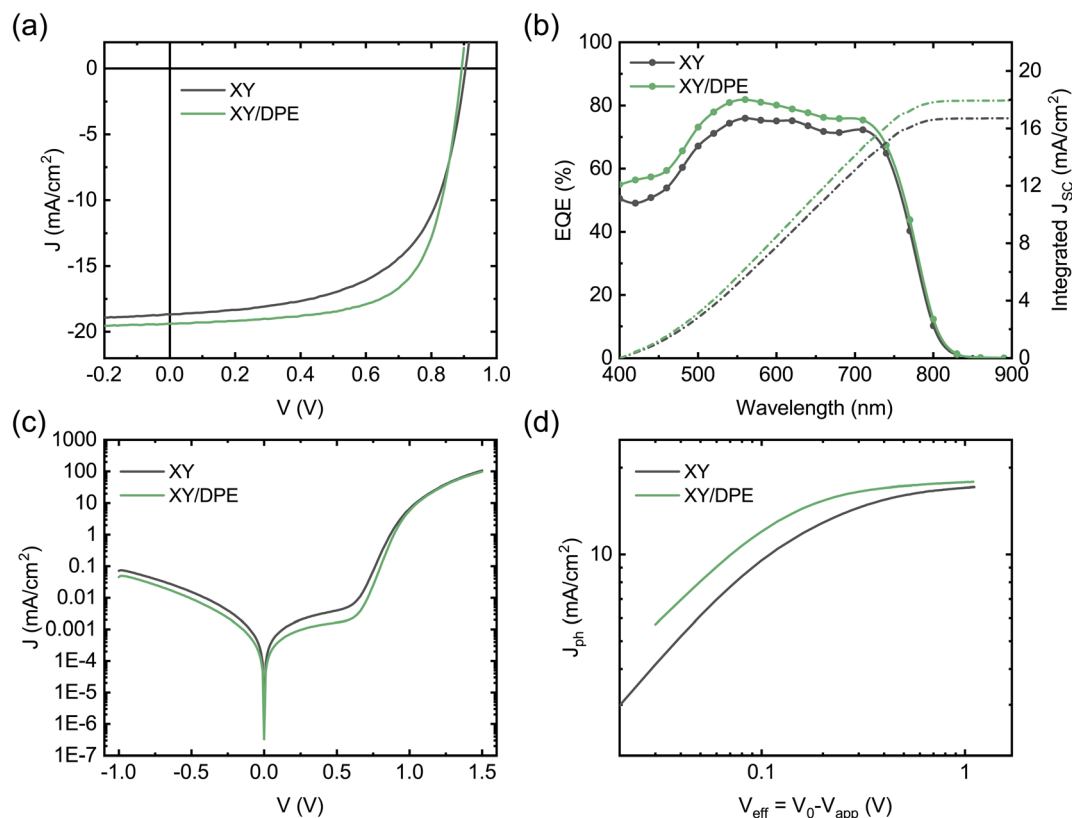 (a)
XY
XY/DPE
J (mA/cm²)
0
-5
-10
-15
-20
-0.2 0.0 0.2 0.4 0.6 0.8 1.0
V (V)
(b)
XY
XY/DPE
EQE (%)
100
80
60
40
20
0
400 500 600 700 800 900
Wavelength (nm)
20
16
12
8
4
0
Integrated J_SC (mA/cm²)
(c)
XY
XY/DPE
J (mA/cm²)
1000
100
10
1
0.1
0.01
0.001
1E-4
1E-5
1E-6
1E-7
-1.0 -0.5 0.0 0.5 1.0 1.5
V (V)
(d)
XY
XY/DPE
J_ph (mA/cm²)
10
0.1 1
V_eff = V_0-V_app (V)